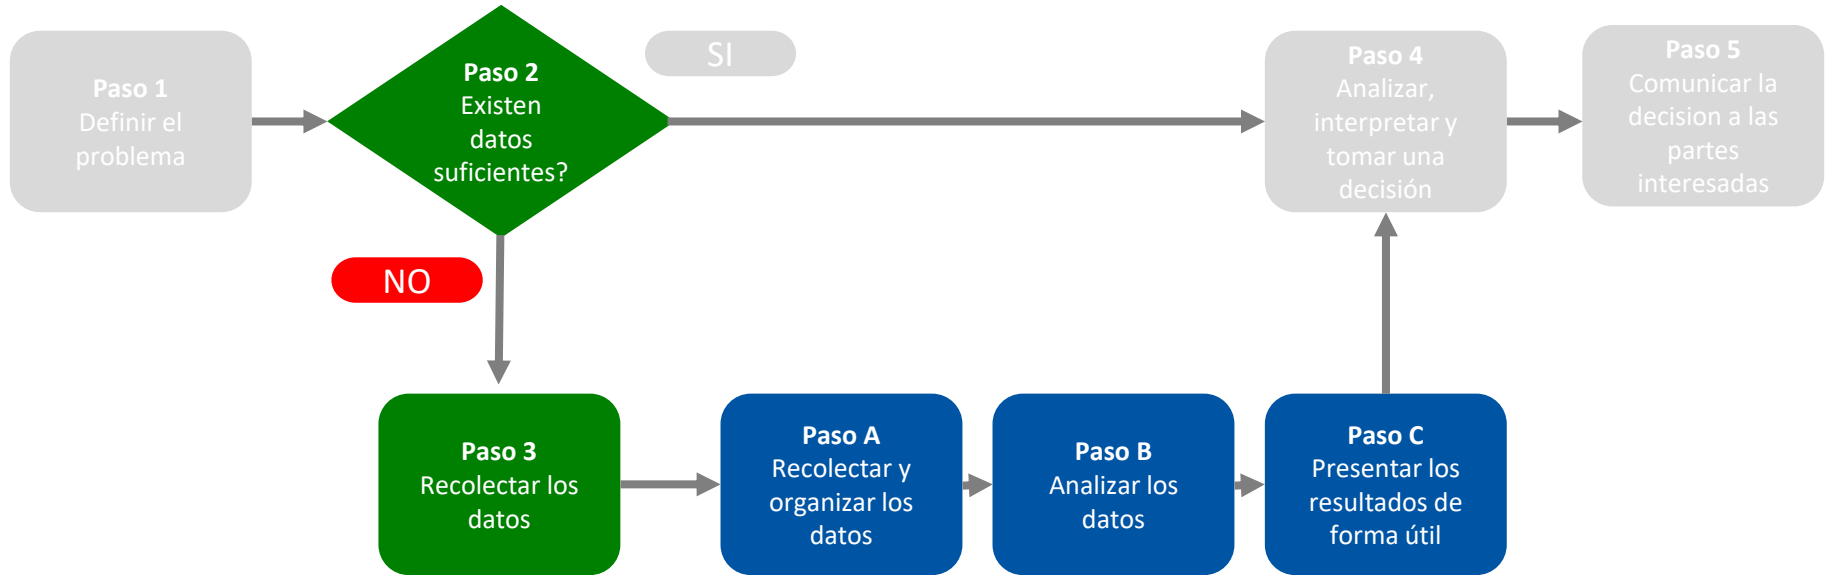 Paso 1
Definir el
problema
Paso 2
Existen
datos
suficientes?
SI
Paso 4
Analizar,
interpretar y
tomar una
decisión
Paso 5
Comunicar la
decision a las
partes
interesadas
NO
Paso 3
Recolectar los
datos
Paso A
Recolectar y
organizar los
datos
Paso B
Analizar los
datos
Paso C
Presentar los
resultados de
forma útil